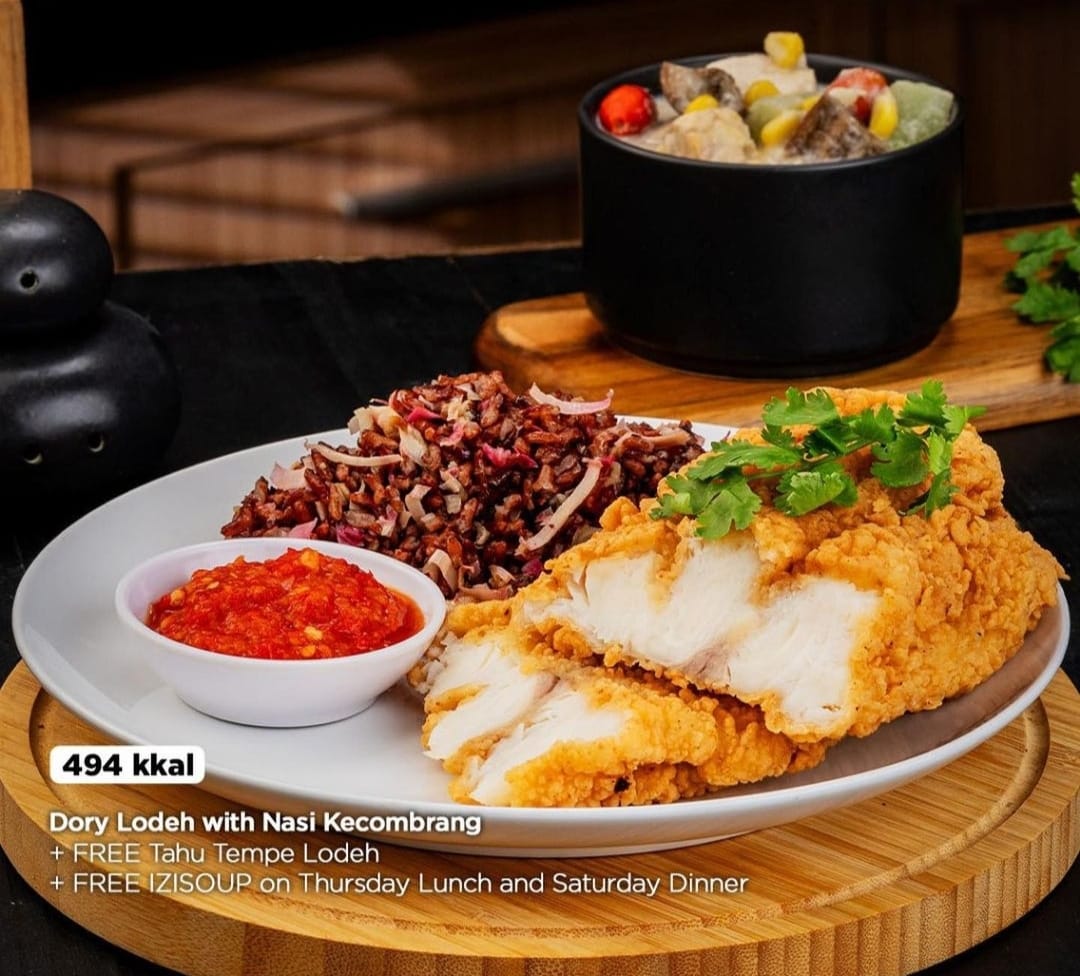 494 kkal
Dory Lodeh with Nasi Kecombrang
+ FREE Tahu Tempe Lodeh
+ FREE IZISOUP on Thursday Lunch and Saturday Dinner